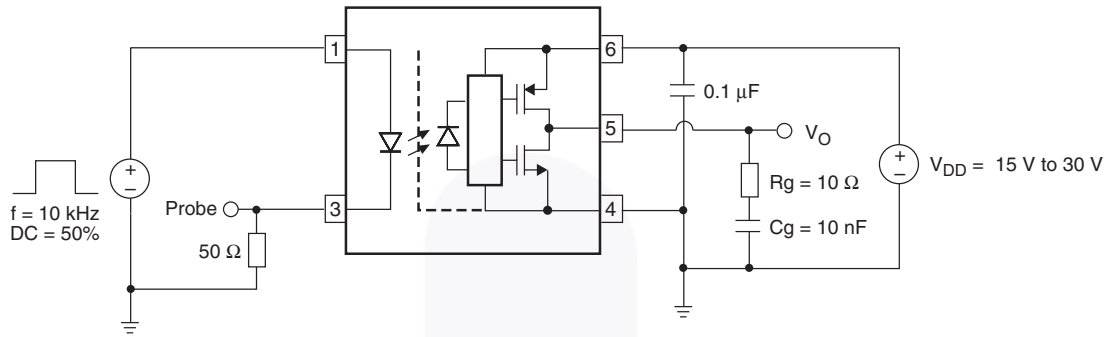 1
6
0.1 μF
5
V_O
+
−
+
−
V_DD = 15 V to 30 V
Rg = 10 Ω
f = 10 kHz
Probe
3
4
DC = 50%
Cg = 10 nF
50 Ω